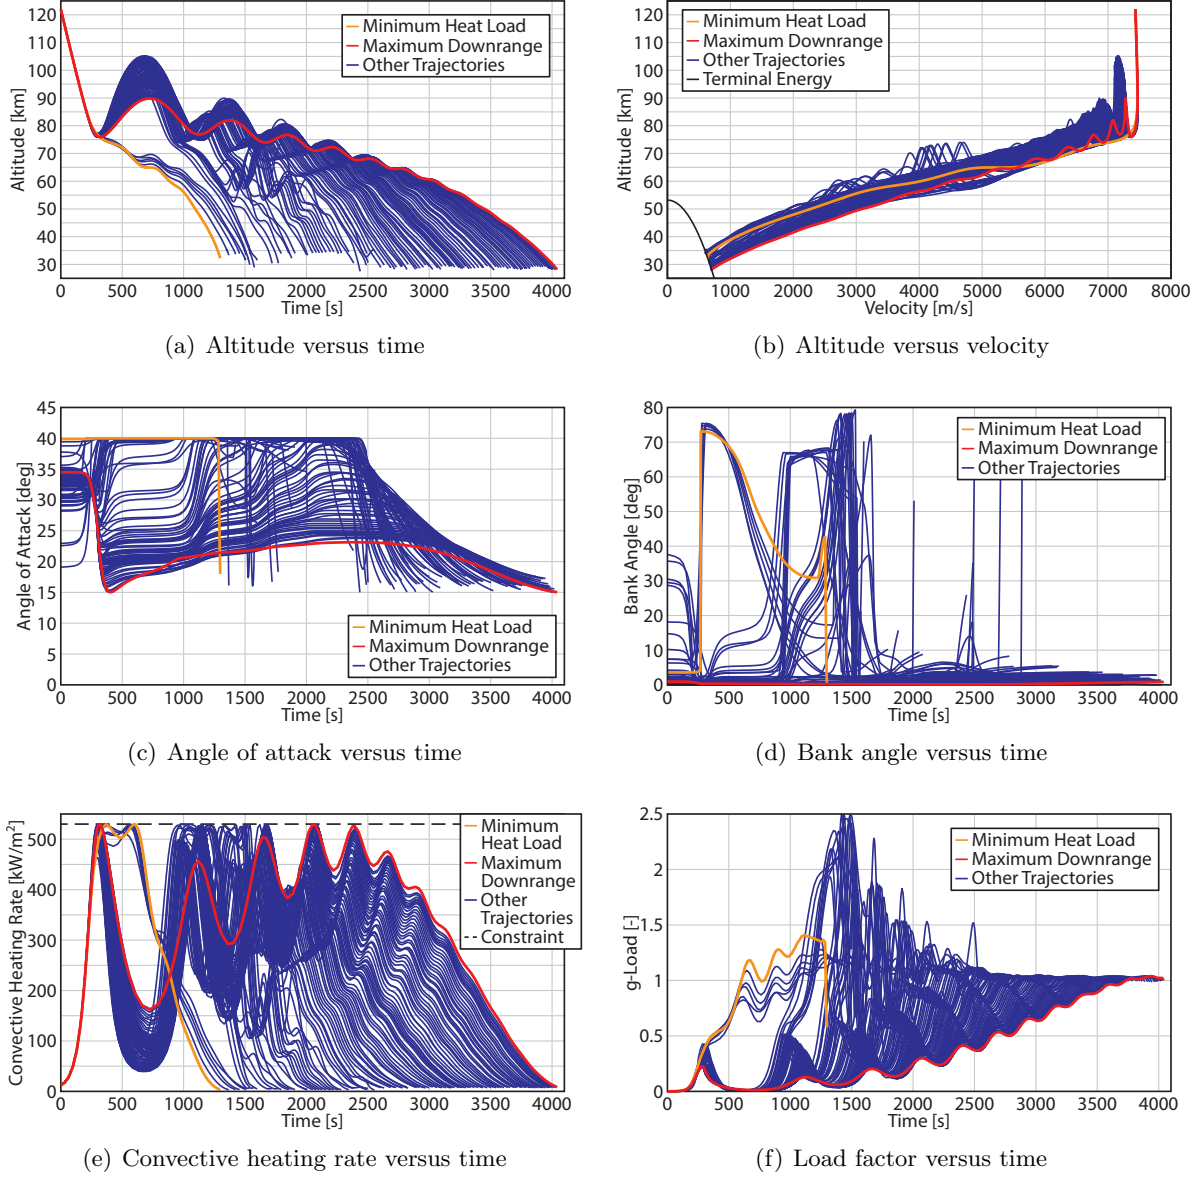 Altitude [km]
120
110
100
90
80
70
60
50
40
30
0 500 1000 1500 2000 2500 3000 3500 4000
Time [s]
Minimum Heat Load
Maximum Downrange
Other Trajectories
(a) Altitude versus time
Altitude [km]
120
110
100
90
80
70
60
50
40
30
0 1000 2000 3000 4000 5000 6000 7000 8000
Velocity [m/s]
Minimum Heat Load
Maximum Downrange
Other Trajectories
Terminal Energy
(b) Altitude versus velocity
Angle of Attack [deg]
45
40
35
30
25
20
15
10
5
0
0 500 1000 1500 2000 2500 3000 3500 4000
Time [s]
Minimum Heat Load
Maximum Downrange
Other Trajectories
(c) Angle of attack versus time
Bank Angle [deg]
80
70
60
50
40
30
20
10
0
0 500 1000 1500 2000 2500 3000 3500 4000
Time [s]
Minimum Heat Load
Maximum Downrange
Other Trajectories
(d) Bank angle versus time
Convective Heating Rate [kW/m²]
500
400
300
200
100
0
0 500 1000 1500 2000 2500 3000 3500 4000
Time [s]
Minimum
Heat Load
Maximum
Downrange
Other
Trajectories
Constraint
(e) Convective heating rate versus time
g-Load [-]
2.5
2
1.5
1
0.5
0
0 500 1000 1500 2000 2500 3000 3500 4000
Time [s]
Minimum Heat Load
Maximum Downrange
Other Trajectories
(f) Load factor versus time